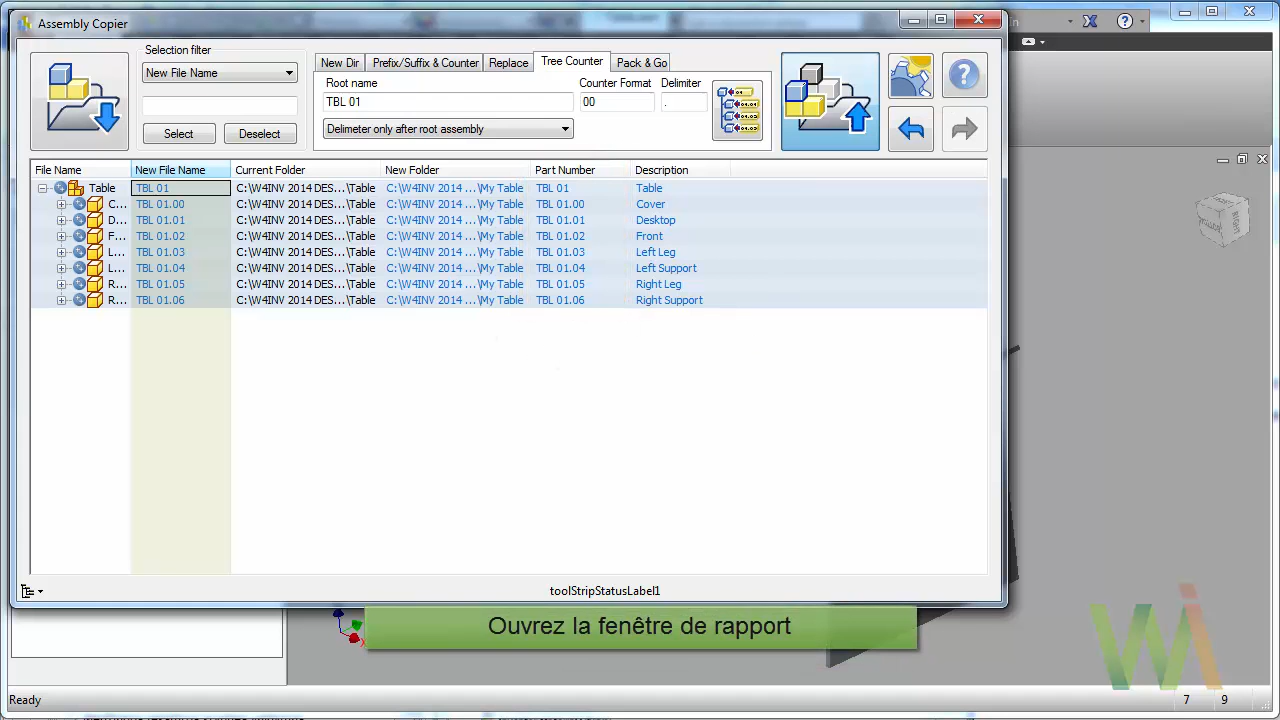 Assembly Copier
Selection filter
New File Name
Select Deselect
New Dir Prefix/Suffix & Counter Replace Tree Counter Pack & Go
Root name Counter Format Delimiter
TBL 01 00 .
Delimeter only after root assembly
File Name New File Name Current Folder New Folder Part Number Description
Table TBL 01 C:\W4INV 2014 DES...\Table C:\W4INV 2014 ...\My Table TBL 01 Table
C... TBL 01.00 C:\W4INV 2014 DES...\Table C:\W4INV 2014 ...\My Table TBL 01.00 Cover
D... TBL 01.01 C:\W4INV 2014 DES...\Table C:\W4INV 2014 ...\My Table TBL 01.01 Desktop
F... TBL 01.02 C:\W4INV 2014 DES...\Table C:\W4INV 2014 ...\My Table TBL 01.02 Front
L... TBL 01.03 C:\W4INV 2014 DES...\Table C:\W4INV 2014 ...\My Table TBL 01.03 Left Leg
L... TBL 01.04 C:\W4INV 2014 DES...\Table C:\W4INV 2014 ...\My Table TBL 01.04 Left Support
R... TBL 01.05 C:\W4INV 2014 DES...\Table C:\W4INV 2014 ...\My Table TBL 01.05 Right Leg
R... TBL 01.06 C:\W4INV 2014 DES...\Table C:\W4INV 2014 ...\My Table TBL 01.06 Right Support
toolStripStatusLabel1
Ouvrez la fenêtre de rapport
Ready 7 9